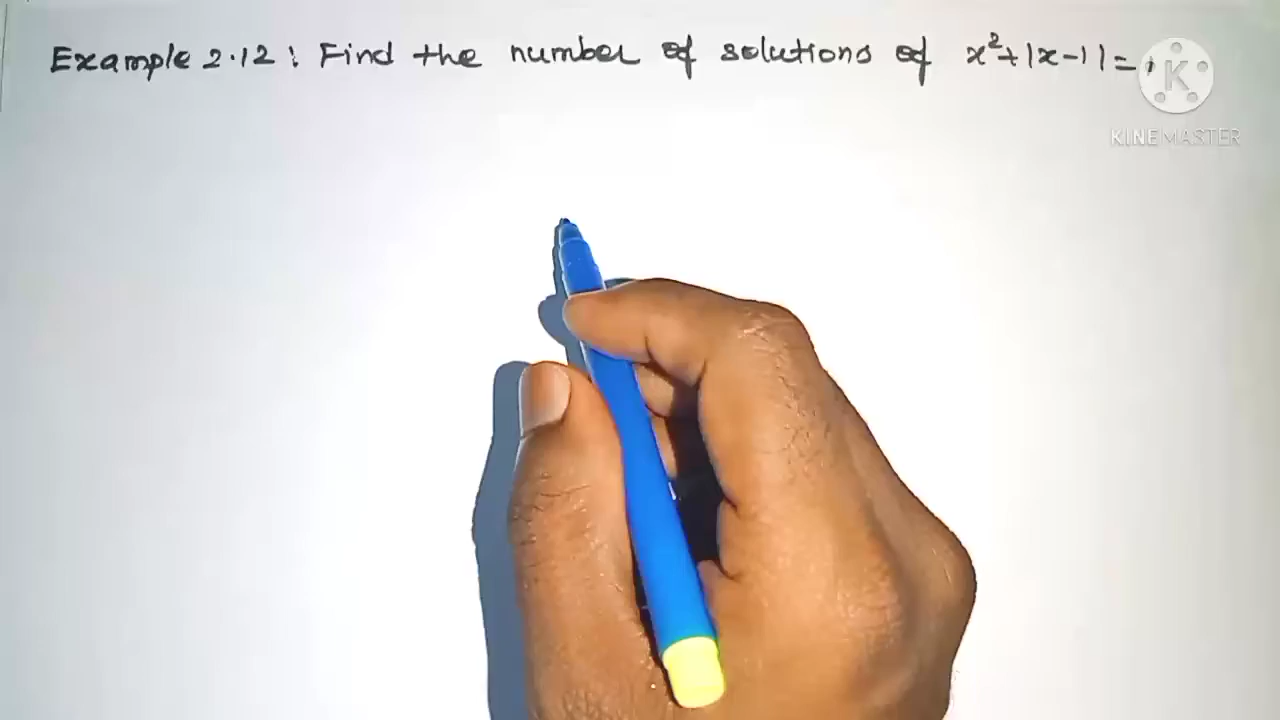 Example 2.12 : Find the number of solutions of x²+|x-1| =
K
KINEMASTER